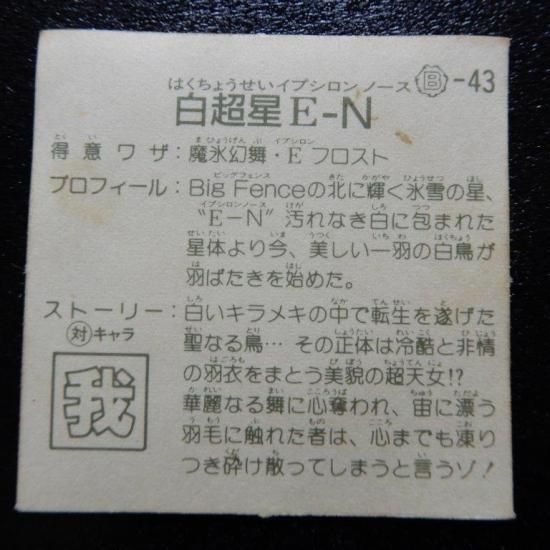 はくちょうせいイプシロンノース
白超星E-N
B-43
得意ワザ:魔氷幻舞・Eフロスト
プロフィール:Big Fenceの北に輝く氷雪の星、
"E-N"汚れなき白に包まれた
星体より今、美しい一羽の白鳥が
羽ばたきを始めた。
ストーリー:白いキラメキの中で転生を遂げた
対キャラ
聖なる鳥…その正体は冷酷と非情
我
の羽衣をまとう美貌の超天女!?
華麗なる舞に心奪われ、宙に漂う
羽毛に触れた者は、心までも凍り
つき砕け散ってしまうと言うゾ!